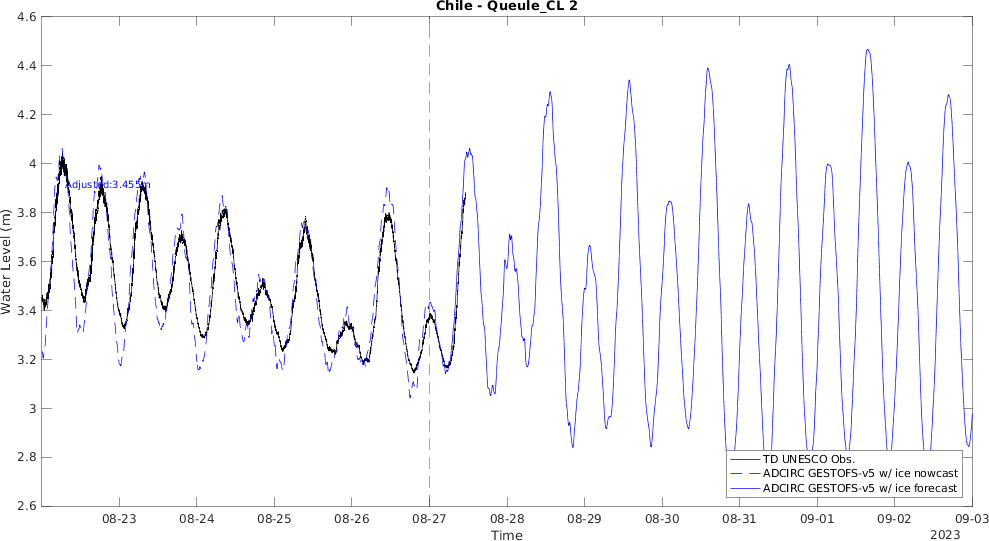 Chile - Queule_CL 2
4.6
4.4
4.2
4
3.8
3.6
3.4
3.2
3
2.8
2.6
Water Level (m)
Adjusted:3.455m
TD UNESCO Obs.
ADCIRC GESTOFS-v5 w/ ice nowcast
ADCIRC GESTOFS-v5 w/ ice forecast
08-23 08-24 08-25 08-26 08-27 08-28 08-29 08-30 08-31 09-01 09-02 09-03
Time
2023